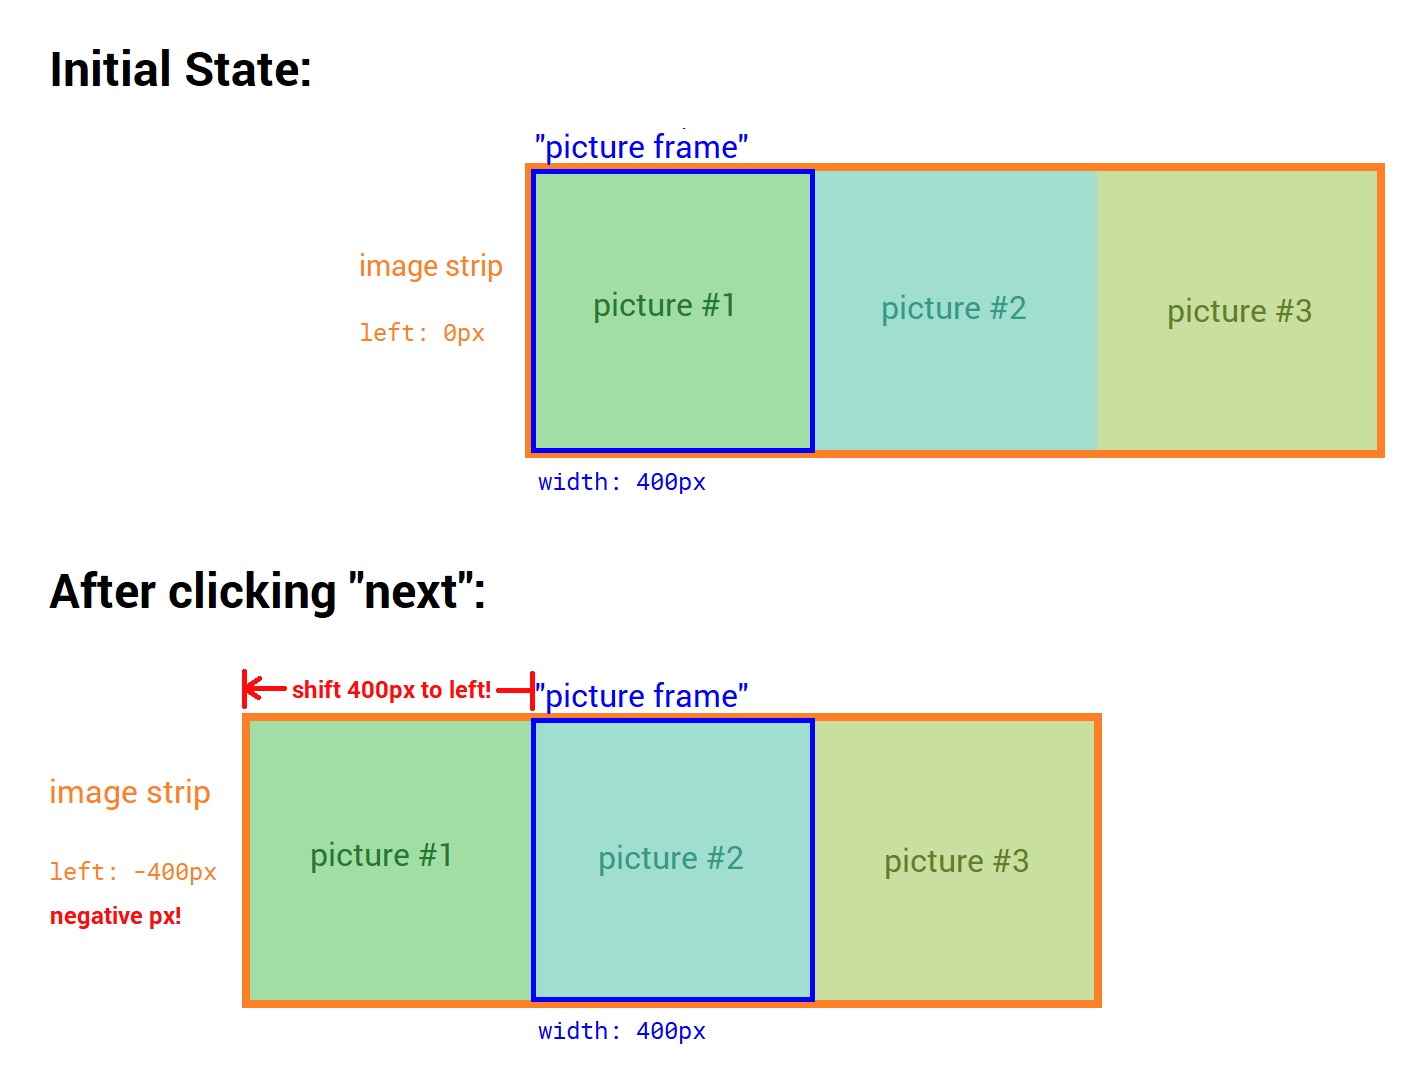 Initial State:
"picture frame"
image strip
left: 0px
picture #1
picture #2
picture #3
width: 400px
After clicking "next":
shift 400px to left!
"picture frame"
image strip
left: -400px
negative px!
picture #1
picture #2
picture #3
width: 400px